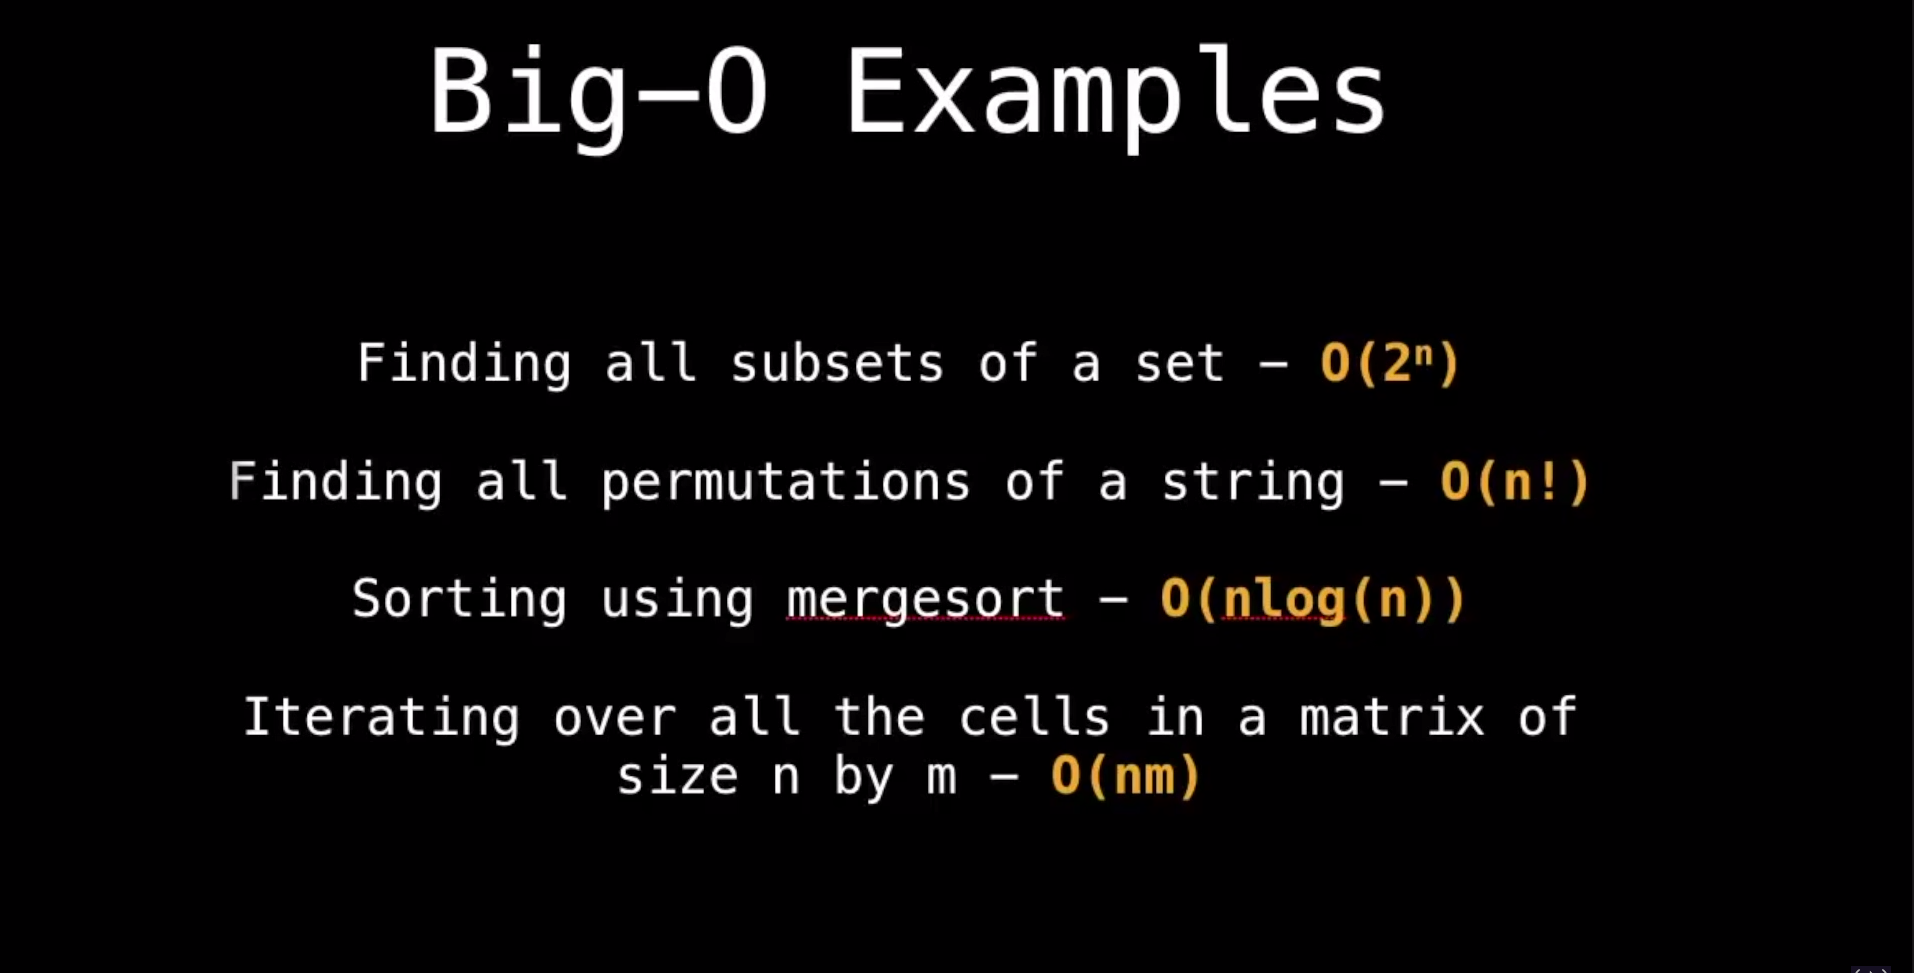 Big-O Examples
Finding all subsets of a set - O(2ⁿ)
Finding all permutations of a string - O(n!)
Sorting using mergesort - O(nlog(n))
Iterating over all the cells in a matrix of
size n by m - O(nm)